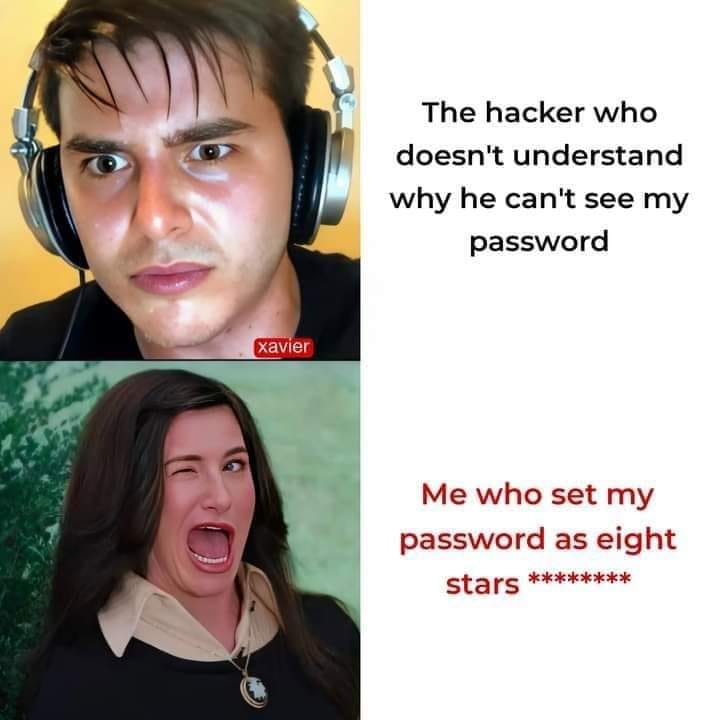 The hacker who
doesn't understand
why he can't see my
password
xavier
Me who set my
password as eight
stars ********